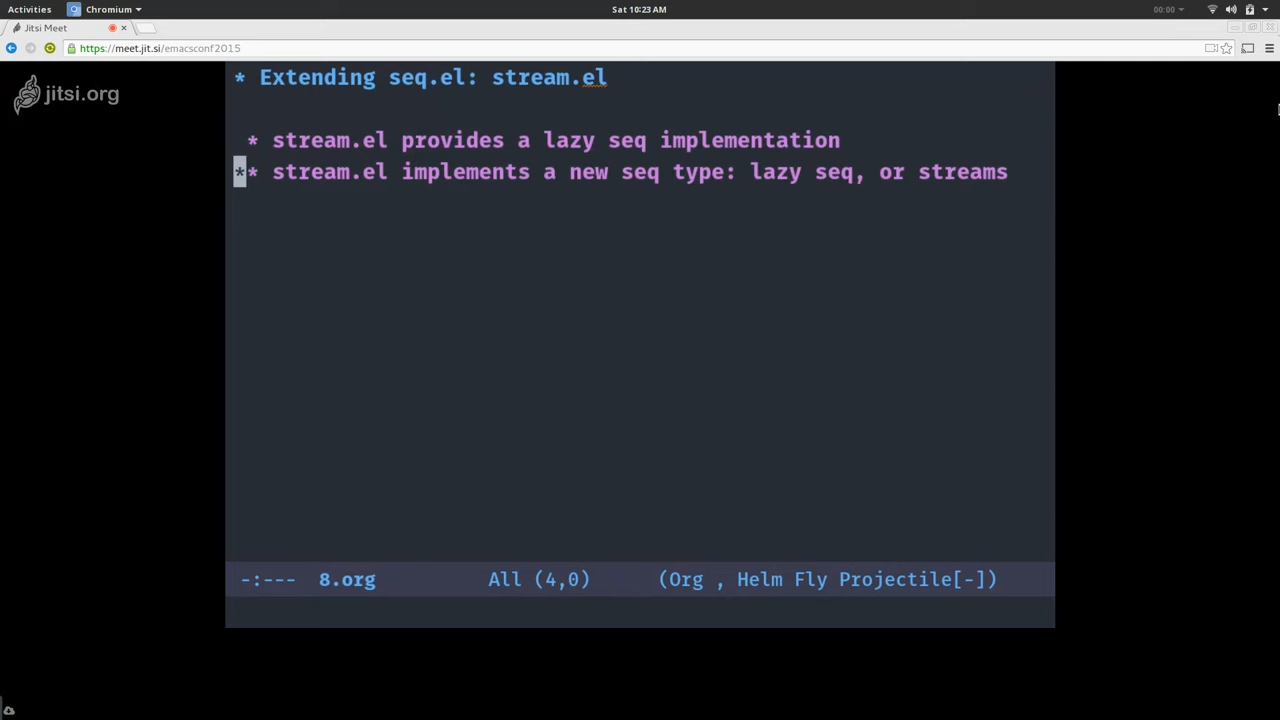 Activities Chromium Sat 10:23 AM 00:00
Jitsi Meet ×
https://meet.jit.si/emacsconf2015
jitsi.org
* Extending seq.el: stream.el
* stream.el provides a lazy seq implementation
** stream.el implements a new seq type: lazy seq, or streams
-:--- 8.org All (4,0) (Org , Helm Fly Projectile[-])